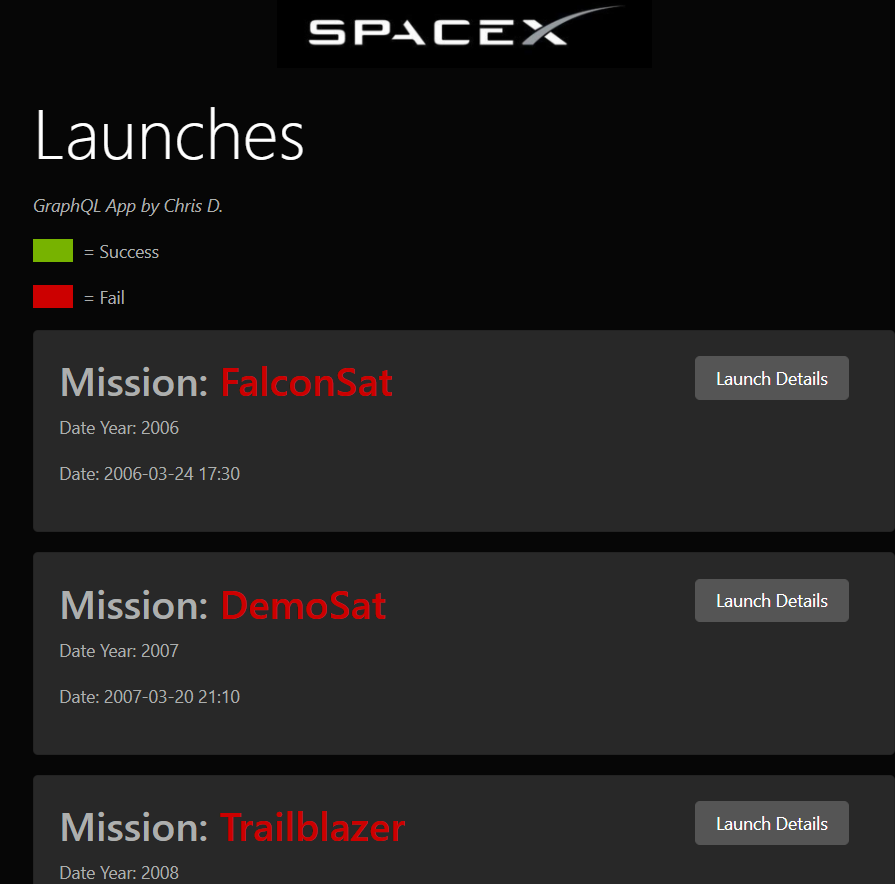 SPACEX
Launches
GraphQL App by Chris D.
= Success
= Fail
Mission: FalconSat
Launch Details
Date Year: 2006
Date: 2006-03-24 17:30
Mission: DemoSat
Launch Details
Date Year: 2007
Date: 2007-03-20 21:10
Mission: Trailblazer
Launch Details
Date Year: 2008